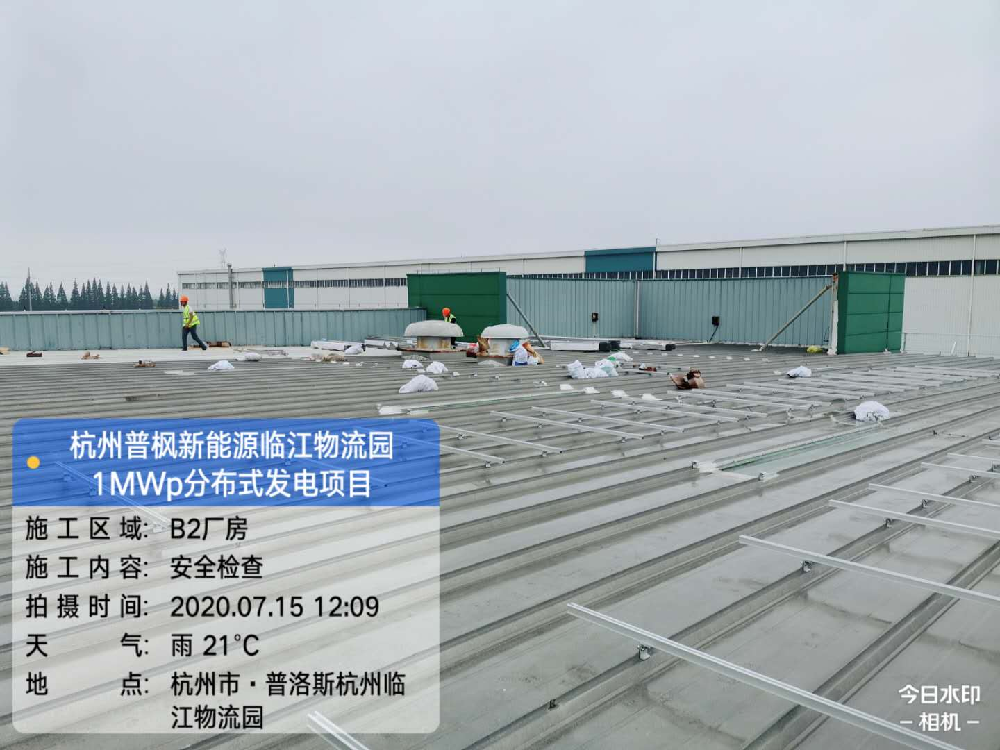 杭州普枫新能源临江物流园
1MWp分布式发电项目
施工区域: B2厂房
施工内容: 安全检查
拍摄时间: 2020.07.15 12:09
天气: 雨 21°C
地点: 杭州市·普洛斯杭州临
江物流园
今日水印
相机